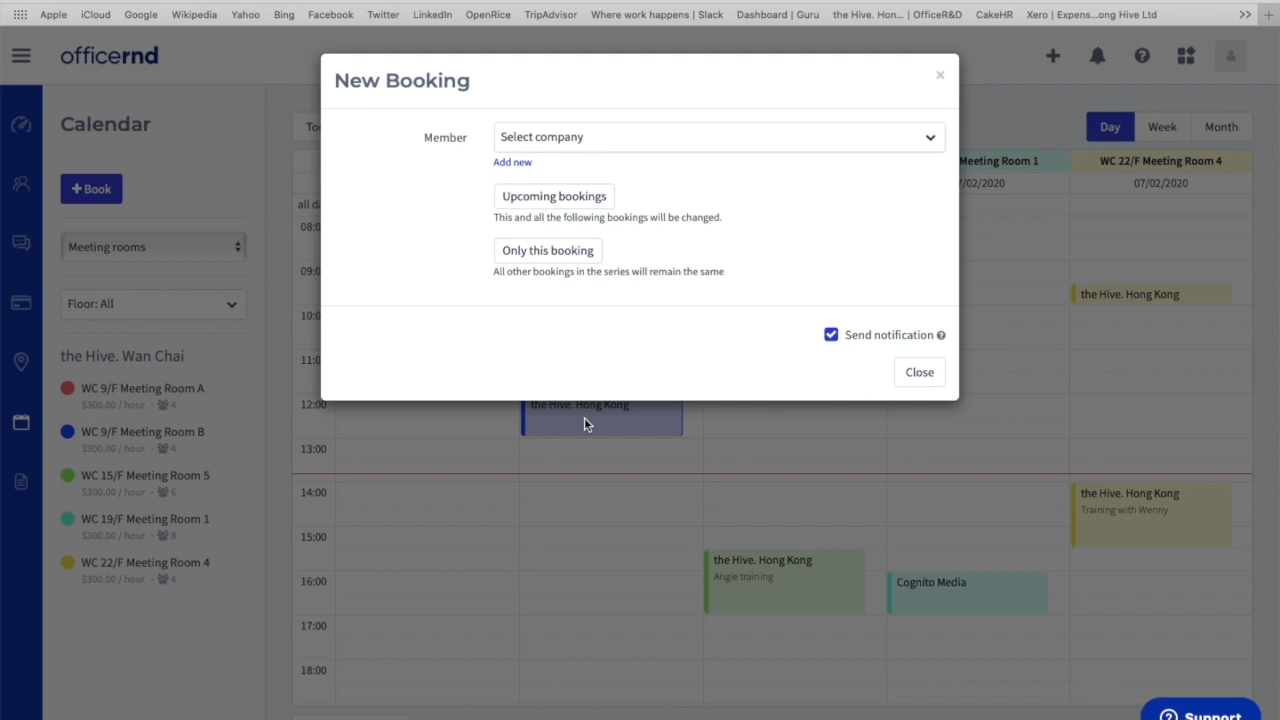 Apple iCloud Google Wikipedia Yahoo Bing Facebook Twitter LinkedIn OpenRice TripAdvisor Where work happens | Slack Dashboard | Guru the Hive. Hon... | OfficeR&D CakeHR Xero | Expens...ong Hive Ltd
officernd
New Booking
×
Member
Select company
Add new
Upcoming bookings
This and all the following bookings will be changed.
Only this booking
All other bookings in the series will remain the same
Send notification
Close
Calendar
+ Book
Meeting rooms
Floor: All
the Hive. Wan Chai
WC 9/F Meeting Room A
$300.00 / hour · 4
WC 9/F Meeting Room B
$300.00 / hour · 4
WC 15/F Meeting Room 5
$300.00 / hour · 6
WC 19/F Meeting Room 1
$300.00 / hour · 8
WC 22/F Meeting Room 4
$300.00 / hour · 4
Day Week Month
Meeting Room 1 WC 22/F Meeting Room 4
/02/2020 07/02/2020
all
08:0
09:0
the Hive. Hong Kong
10:0
11:0
12:00
the Hive. Hong Kong
13:00
14:00
the Hive. Hong Kong
Training with Wenny
15:00
the Hive. Hong Kong
Angie training
16:00
Cognito Media
17:00
18:00
Support